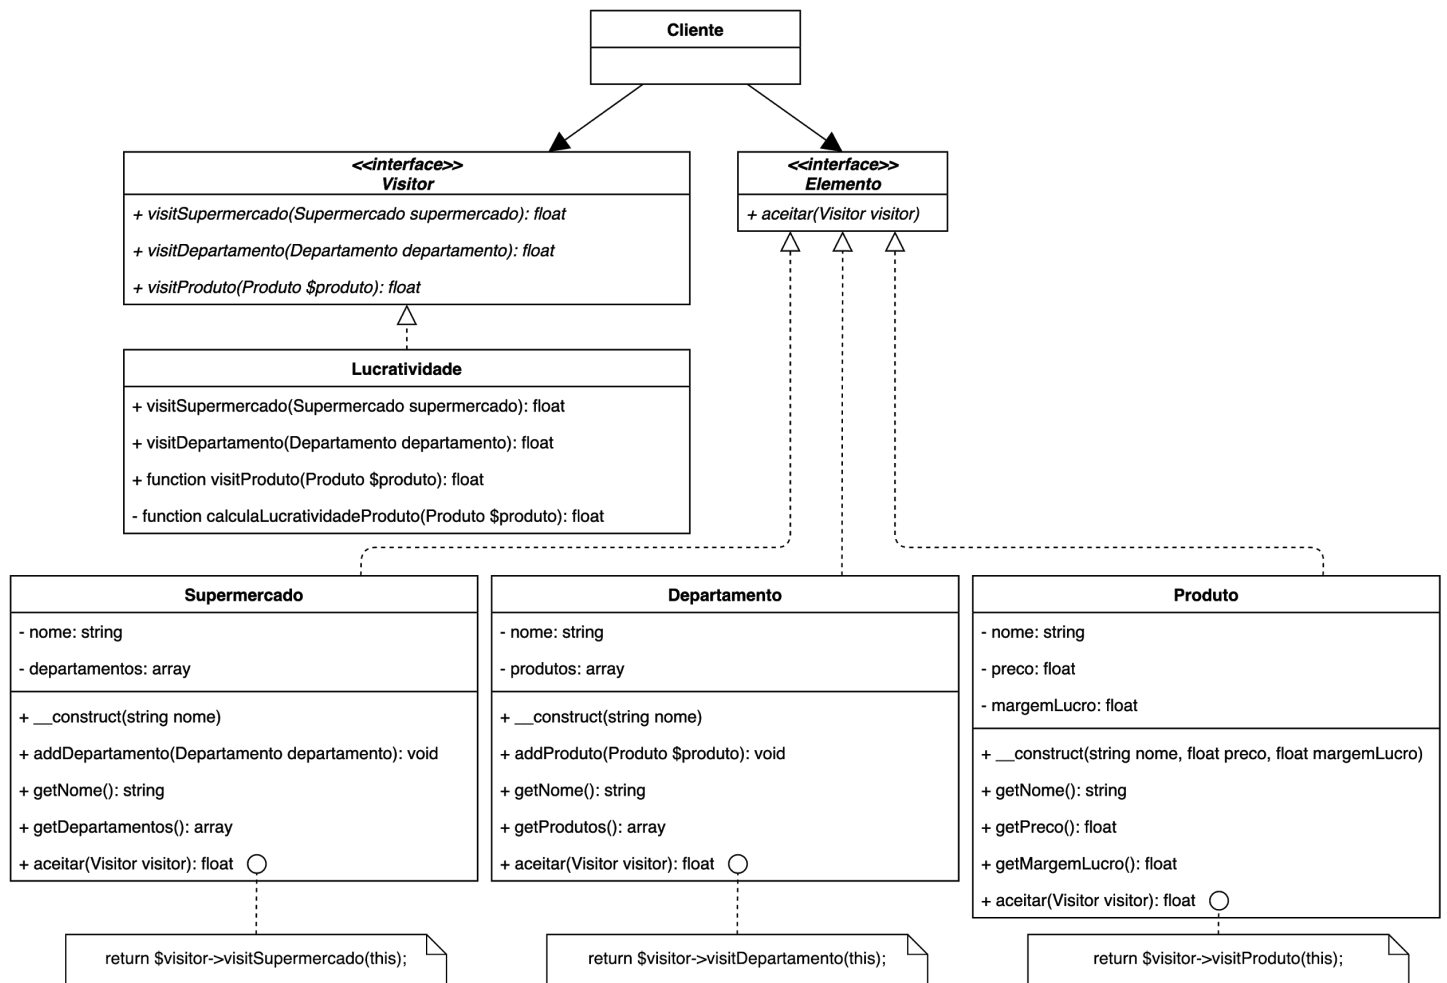 Cliente
<<interface>>
Visitor
+ visitSupermercado(Supermercado supermercado): float
+ visitDepartamento(Departamento departamento): float
+ visitProduto(Produto $produto): float
<<interface>>
Elemento
+ aceitar(Visitor visitor)
Lucratividade
+ visitSupermercado(Supermercado supermercado): float
+ visitDepartamento(Departamento departamento): float
+ function visitProduto(Produto $produto): float
- function calculaLucratividadeProduto(Produto $produto): float
Supermercado
- nome: string
- departamentos: array
+ __construct(string nome)
+ addDepartamento(Departamento departamento): void
+ getNome(): string
+ getDepartamentos(): array
+ aceitar(Visitor visitor): float
return $visitor->visitSupermercado(this);
Departamento
- nome: string
- produtos: array
+ __construct(string nome)
+ addProduto(Produto $produto): void
+ getNome(): string
+ getProdutos(): array
+ aceitar(Visitor visitor): float
return $visitor->visitDepartamento(this);
Produto
- nome: string
- preco: float
- margemLucro: float
+ __construct(string nome, float preco, float margemLucro)
+ getNome(): string
+ getPreco(): float
+ getMargemLucro(): float
+ aceitar(Visitor visitor): float
return $visitor->visitProduto(this);